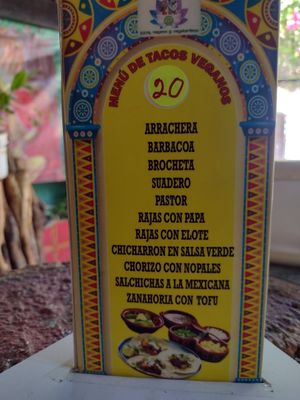 MENÚ DE TACOS VEGANOS
20
ARRACHERA
BARBACOA
BROCHETA
SUADERO
PASTOR
RAJAS CON PAPA
RAJAS CON ELOTE
CHICHARRON EN SALSA VERDE
CHORIZO CON NOPALES
SALCHICHAS A LA MEXICANA
ZANAHORIA CON TOFU